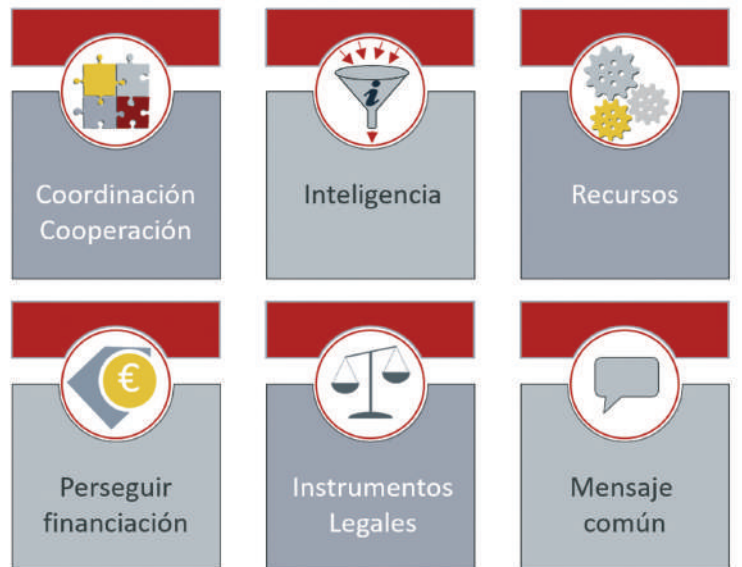 i
Coordinación
Cooperación
Inteligencia
Recursos
€
Perseguir
financiación
Instrumentos
Legales
Mensaje
común